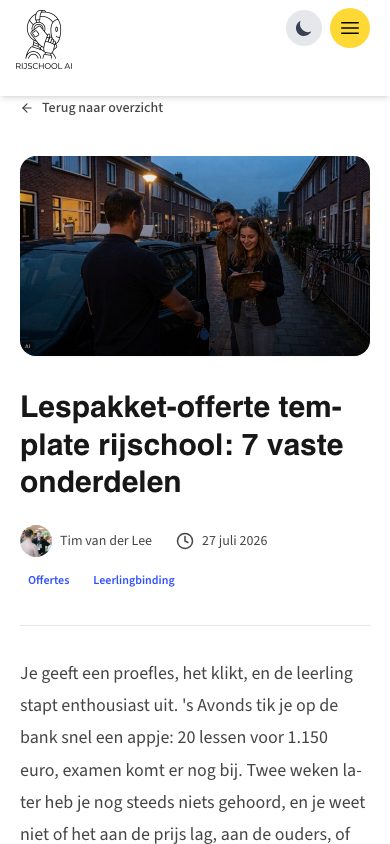 RIJSCHOOL AI
Terug naar overzicht
AI
Lespakket-offerte tem-
plate rijschool: 7 vaste
onderdelen
Tim van der Lee
27 juli 2026
Offertes
Leerlingbinding
Je geeft een proefles, het klikt, en de leerling
stapt enthousiast uit. 's Avonds tik je op de
bank snel een appje: 20 lessen voor 1.150
euro, examen komt er nog bij. Twee weken la-
ter heb je nog steeds niets gehoord, en je weet
niet of het aan de prijs lag, aan de ouders, of